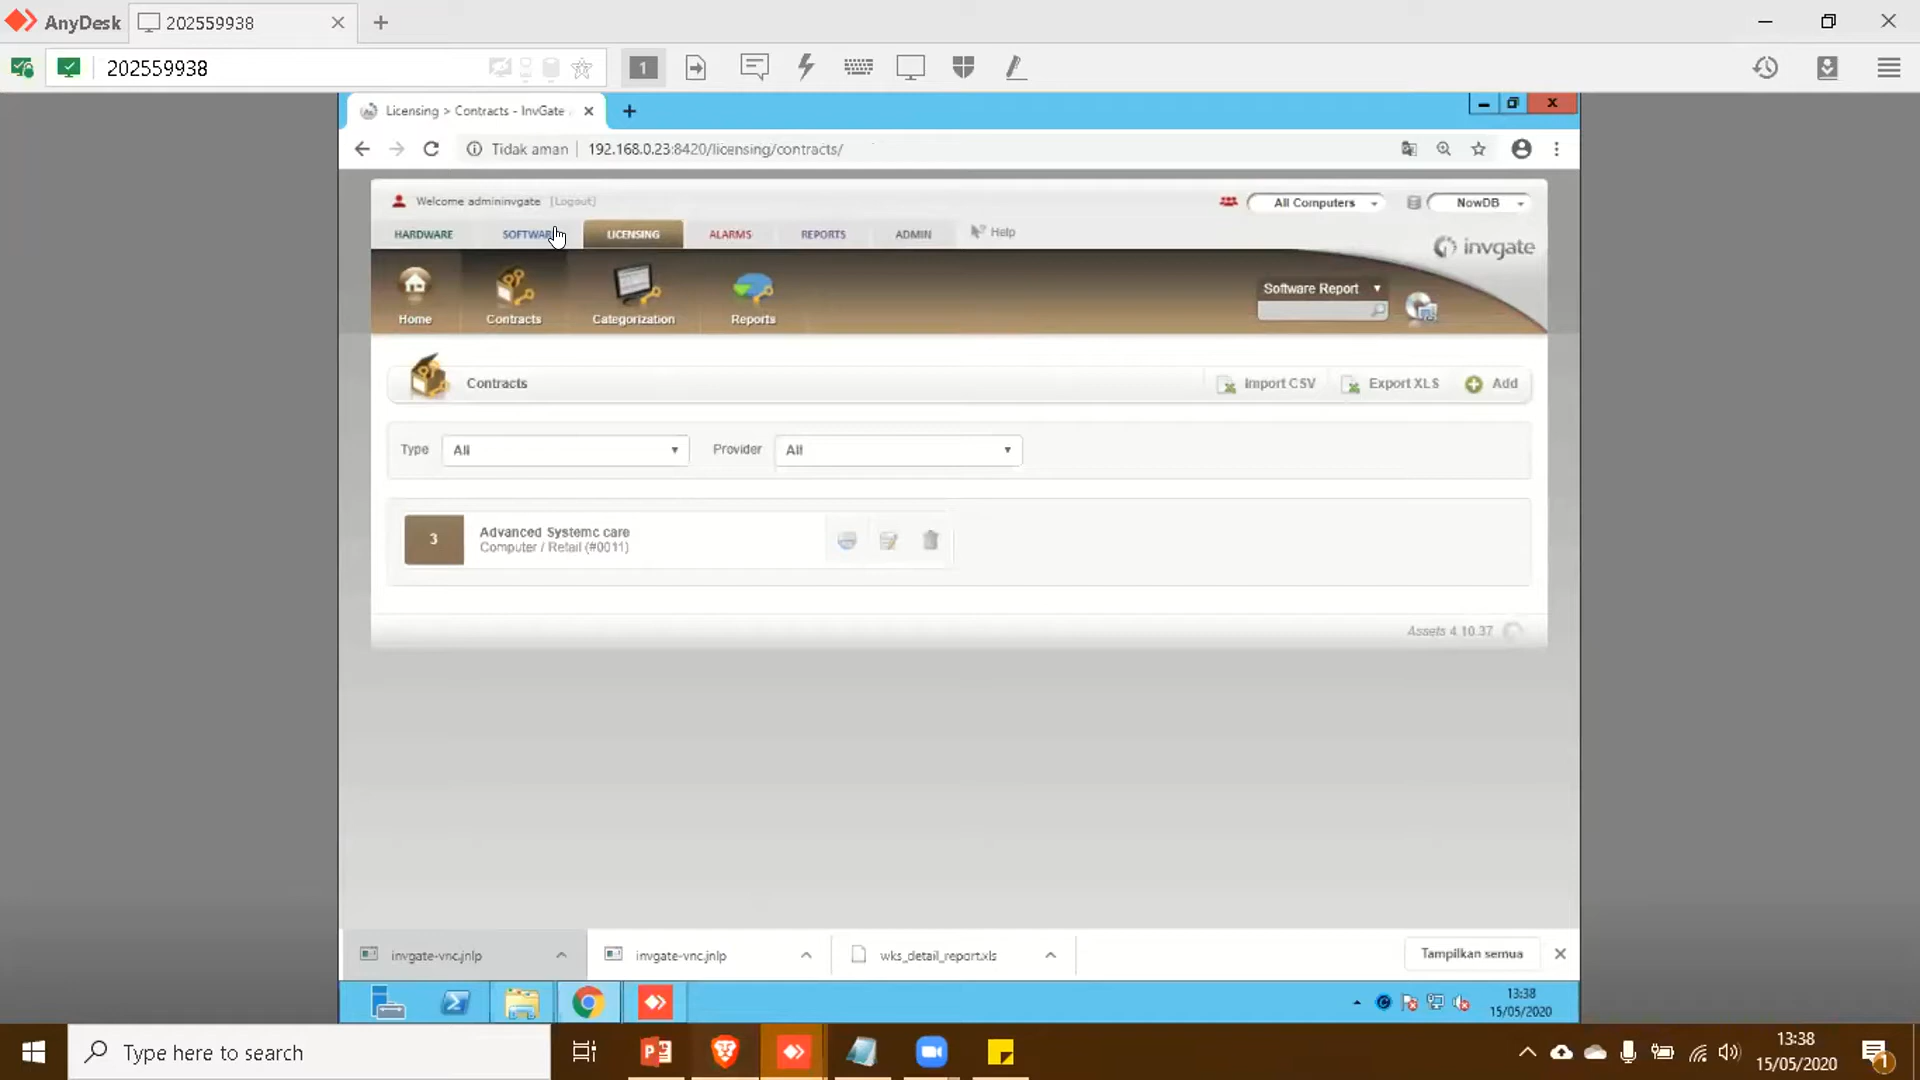 AnyDesk
202559938
202559938
1
Licensing > Contracts - InvGate
Tidak aman
192.168.0.23:8420/licensing/contracts/
Welcome admininvgate [Logout]
All Computers
NowDB
HARDWARE
SOFTWARE
LICENSING
ALARMS
REPORTS
ADMIN
Help
invgate
Home
Contracts
Categorization
Reports
Software Report
Contracts
Import CSV
Export XLS
Add
Type
All
Provider
All
3
Advanced Systemc care
Computer / Retail (#0011)
Assets 4.10.37
invgate-vnc.jnlp
invgate-vnc.jnlp
wks_detail_report.xls
Tampilkan semua
13:38
15/05/2020
Type here to search
13:38
15/05/2020
1